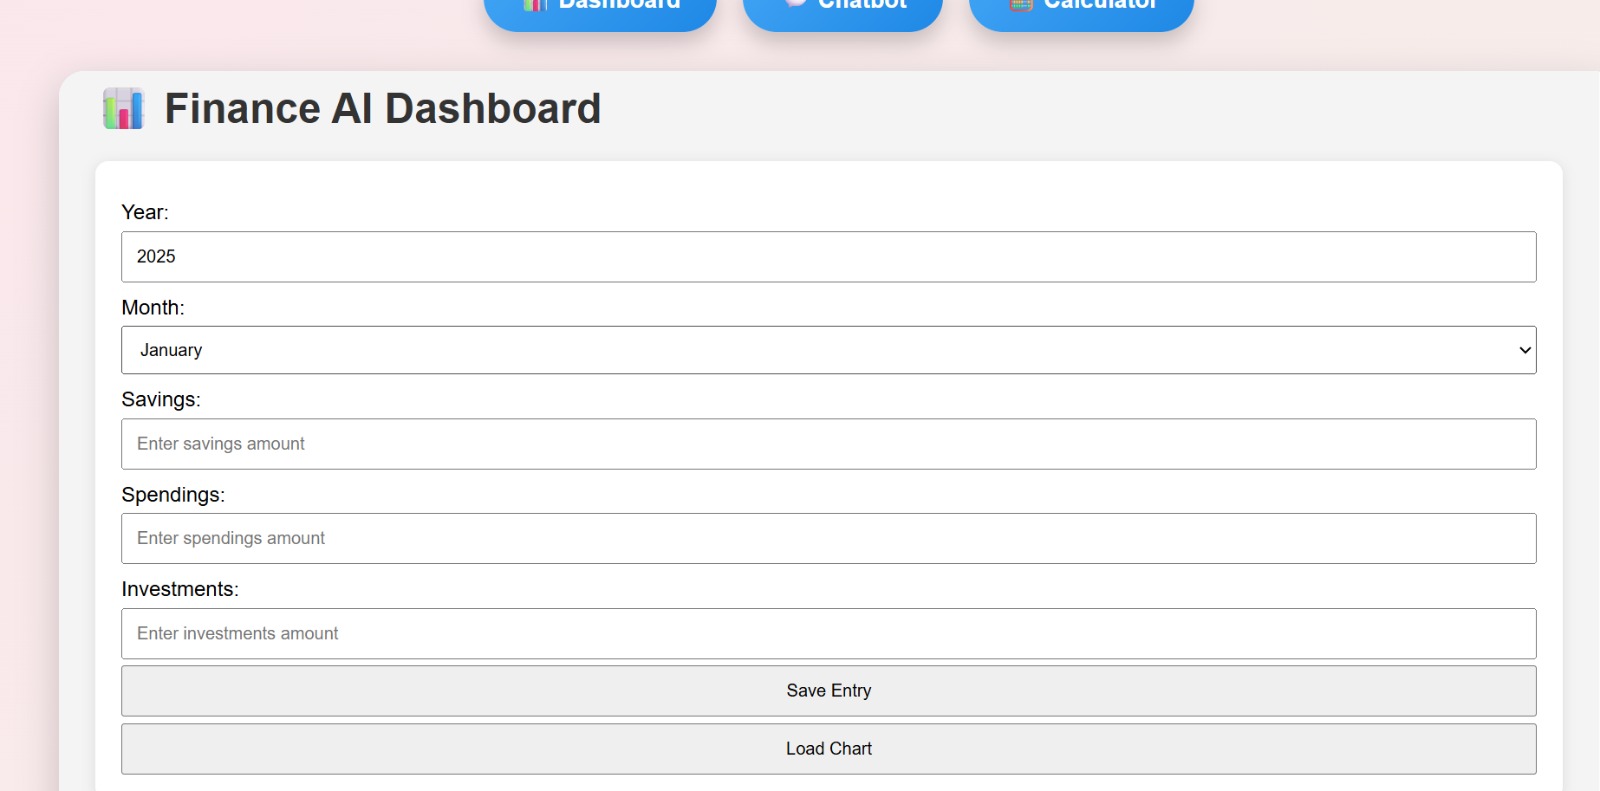 Dashboard Chatbot Calculator
Finance AI Dashboard
Year:
2025
Month:
January
Savings:
Enter savings amount
Spendings:
Enter spendings amount
Investments:
Enter investments amount
Save Entry
Load Chart